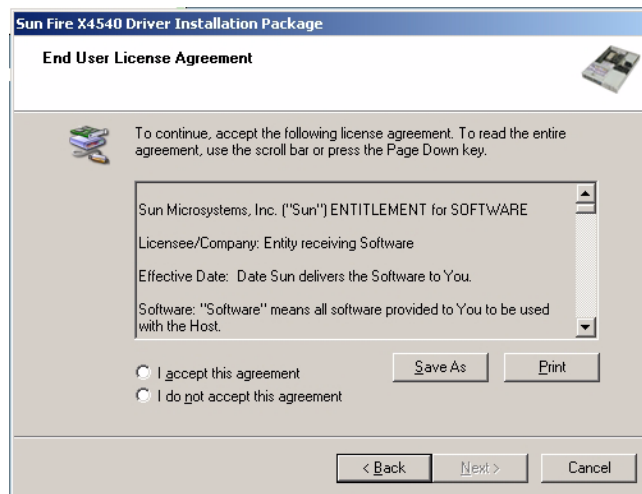 Sun Fire X4540 Driver Installation Package
End User License Agreement
To continue, accept the following license agreement. To read the entire
agreement, use the scroll bar or press the Page Down key.
Sun Microsystems, Inc. ("Sun") ENTITLEMENT for SOFTWARE
Licensee/Company: Entity receiving Software
Effective Date:  Date Sun delivers the Software to You.
Software: "Software" means all software provided to You to be used
with the Host.
I accept this agreement
I do not accept this agreement
Save As
Print
< Back
Next >
Cancel